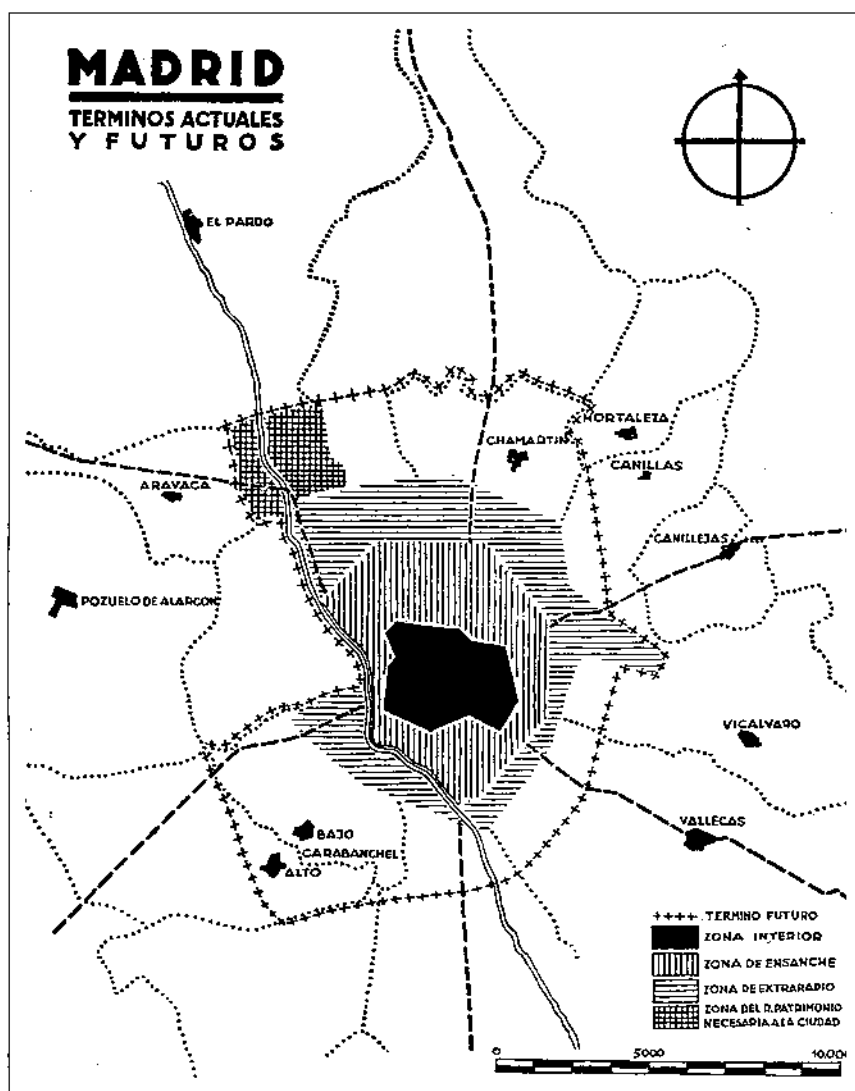 MADRID
TERMINOS ACTUALES
Y FUTUROS
EL PARDO
HORTALEZA
CHAMARTIN
CANILLAS
ARAVACA
CANILLEJAS
POZUELO DE ALARCON
VICALVARO
VALLECAS
BAJO
CARABANCHEL
ALTO
++++ TERMINO FUTURO
ZONA INTERIOR
ZONA DE ENSANCHE
ZONA DE EXTRARADIO
ZONA DEL R. PATRIMONIO
NECESARIA A LA CIUDAD
0 5000 10.000